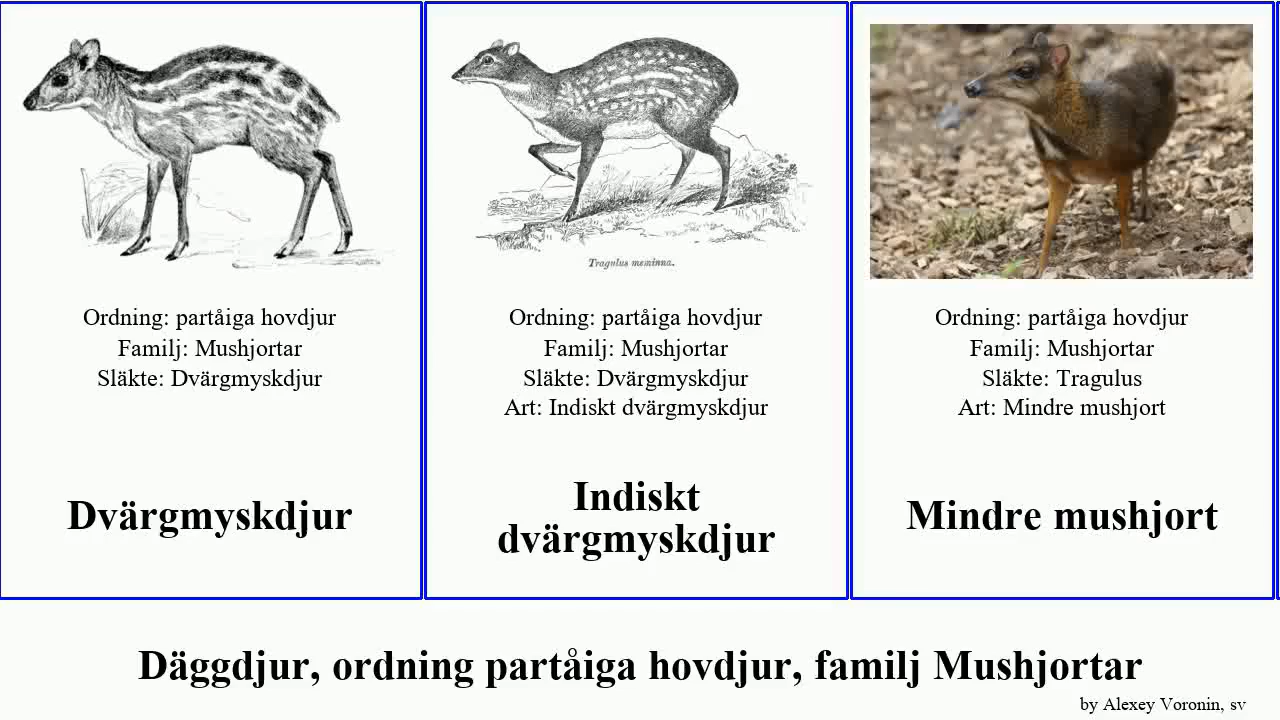 Tragulus meminna.
Ordning: partåiga hovdjur
Familj: Mushjortar
Släkte: Dvärgmyskdjur
Dvärgmyskdjur
Ordning: partåiga hovdjur
Familj: Mushjortar
Släkte: Dvärgmyskdjur
Art: Indiskt dvärgmyskdjur
Indiskt
dvärgmyskdjur
Ordning: partåiga hovdjur
Familj: Mushjortar
Släkte: Tragulus
Art: Mindre mushjort
Mindre mushjort
Däggdjur, ordning partåiga hovdjur, familj Mushjortar
by Alexey Voronin, sv